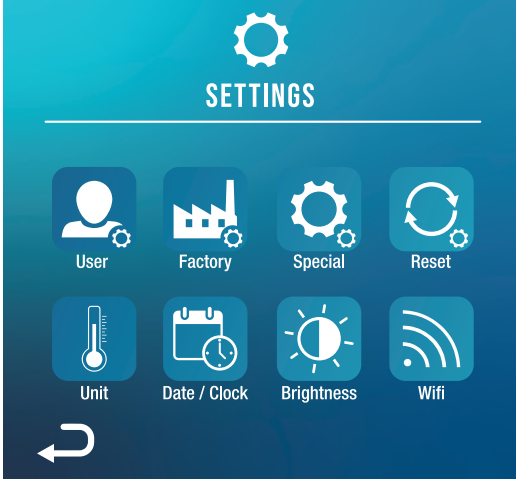 SETTINGS
User Factory Special Reset
Unit Date / Clock Brightness Wifi